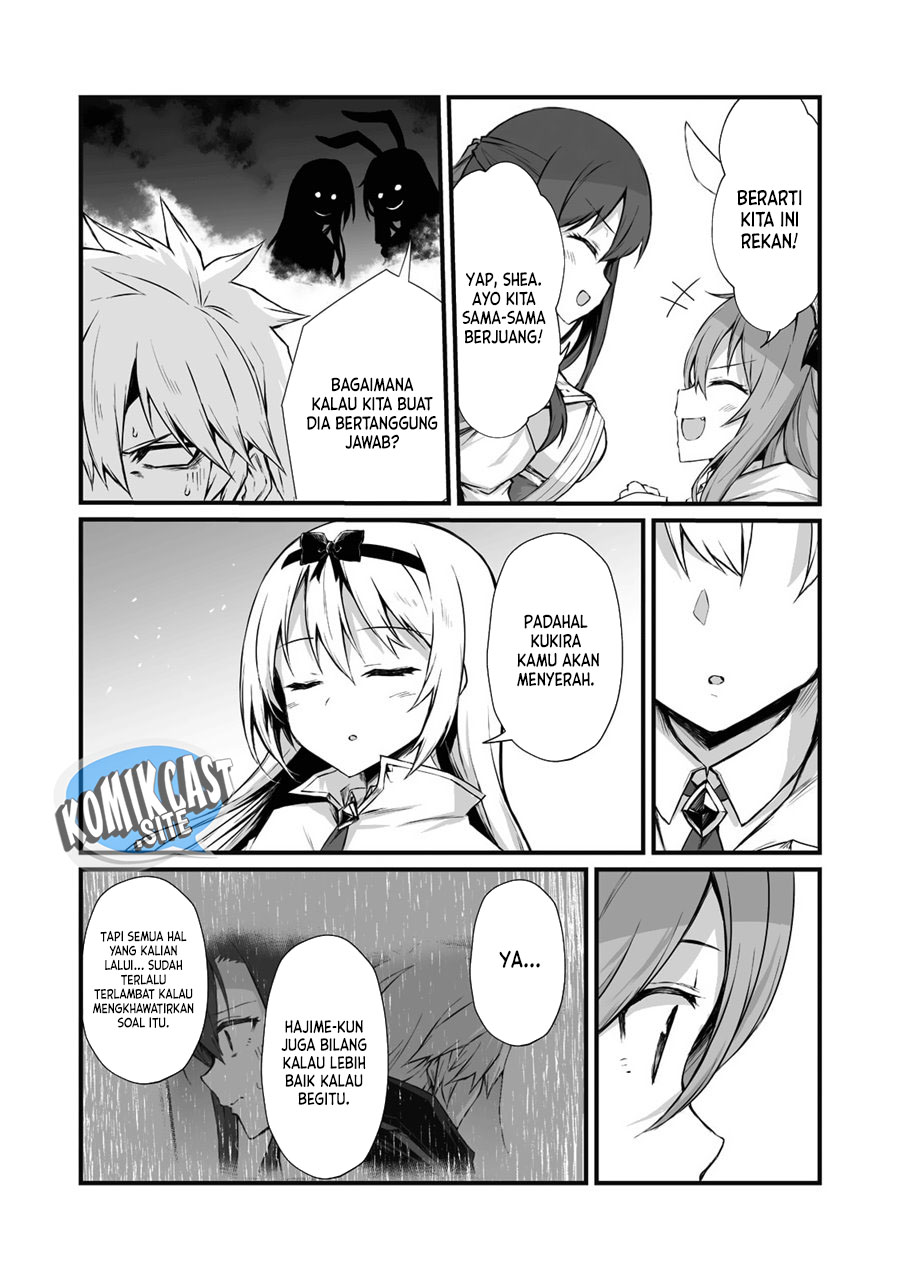 BERARTI
KITA INI
REKAN!
YAP, SHEA.
AYO KITA
SAMA-SAMA
BERJUANG!
BAGAIMANA
KALAU KITA BUAT
DIA BERTANGGUNG
JAWAB?
PADAHAL
KUKIRA
KAMU AKAN
MENYERAH.
KOMIKCAST
.SITE
YA...
HAJIME-KUN
JUGA BILANG
KALAU LEBIH
BAIK KALAU
BEGITU.
TAPI SEMUA HAL
YANG KALIAN
LALUI... SUDAH
TERLALU
TERLAMBAT KALAU
MENGKHAWATIRKAN
SOAL ITU.